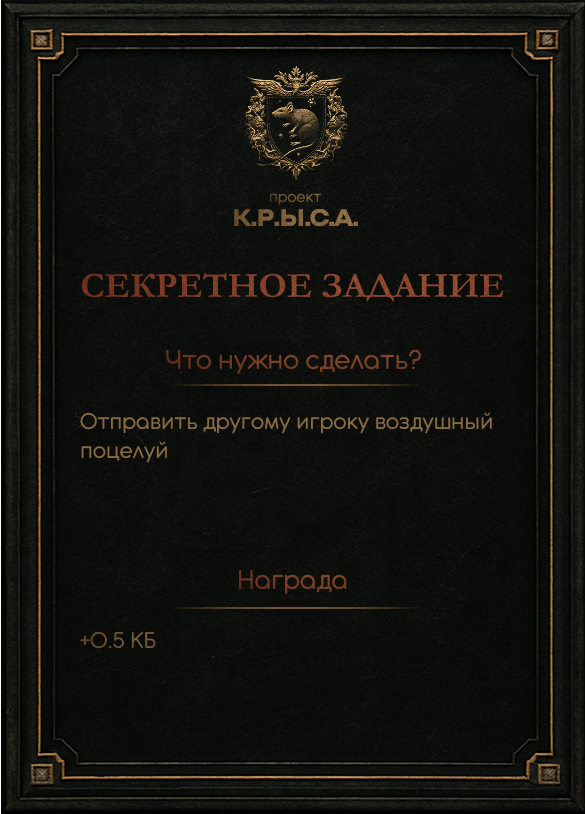 проект
К.Р.Ы.С.А.
СЕКРЕТНОЕ ЗАДАНИЕ
Что нужно сделать?
Отправить другому игроку воздушный
поцелуй
Награда
+0.5 КБ